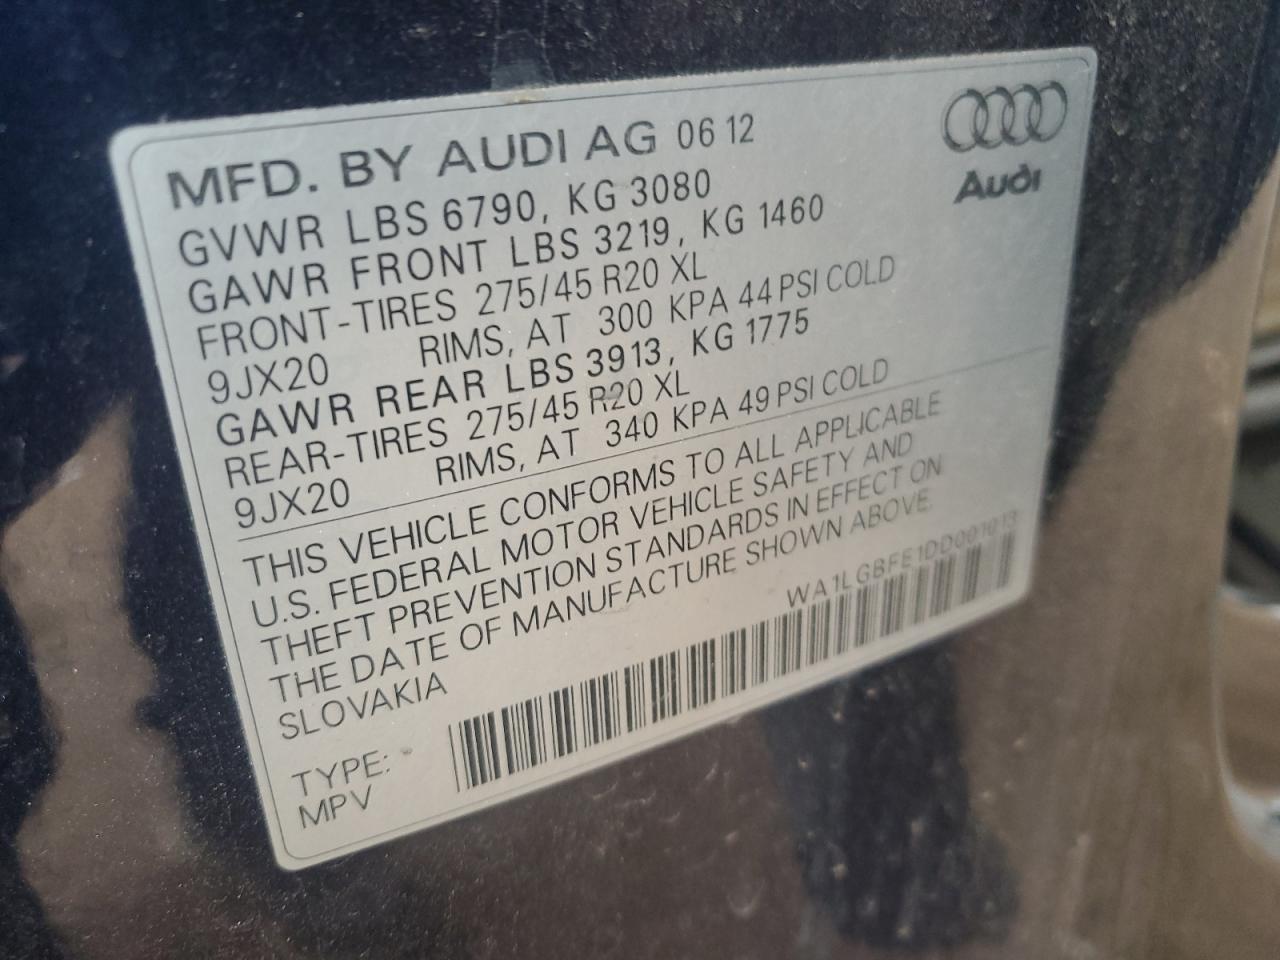 MFD. BY AUDI AG 06 12
Audi
GVWR LBS 6790, KG 3080
GAWR FRONT LBS 3219, KG 1460
FRONT-TIRES 275/45 R20 XL
9JX20 RIMS, AT 300 KPA 44 PSI COLD
GAWR REAR LBS 3913, KG 1775
REAR-TIRES 275/45 R20 XL
9JX20 RIMS, AT 340 KPA 49 PSI COLD
THIS VEHICLE CONFORMS TO ALL APPLICABLE
U.S. FEDERAL MOTOR VEHICLE SAFETY AND
THEFT PREVENTION STANDARDS IN EFFECT ON
THE DATE OF MANUFACTURE SHOWN ABOVE.
SLOVAKIA
WA1LGBFE1DD001013
TYPE:
MPV